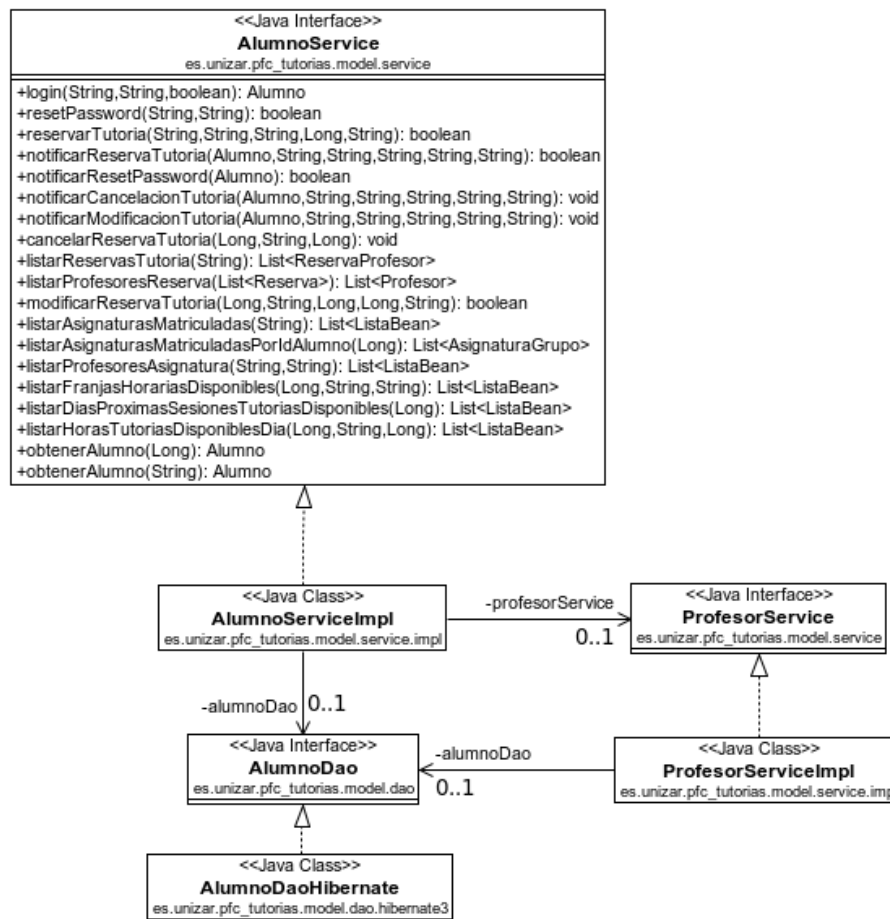 <<Java Interface>>
AlumnoService
es.unizar.pfc_tutorias.model.service
+login(String,String,boolean): Alumno
+resetPassword(String,String): boolean
+reservarTutoria(String,String,String,Long,String): boolean
+notificarReservaTutoria(Alumno,String,String,String,String,String): boolean
+notificarResetPassword(Alumno): boolean
+notificarCancelacionTutoria(Alumno,String,String,String,String,String): void
+notificarModificacionTutoria(Alumno,String,String,String,String,String): void
+cancelarReservaTutoria(Long,String,Long): void
+listarReservasTutoria(String): List<ReservaProfesor>
+listarProfesoresReserva(List<Reserva>): List<Profesor>
+modificarReservaTutoria(Long,String,Long,Long,String): boolean
+listarAsignaturasMatriculadas(String): List<ListaBean>
+listarAsignaturasMatriculadasPorIdAlumno(Long): List<AsignaturaGrupo>
+listarProfesoresAsignatura(String,String): List<ListaBean>
+listarFranjasHorariasDisponibles(Long,String,String): List<ListaBean>
+listarDiasProximasSesionesTutoriasDisponibles(Long): List<ListaBean>
+listarHorasTutoriasDisponiblesDia(Long,String,Long): List<ListaBean>
+obtenerAlumno(Long): Alumno
+obtenerAlumno(String): Alumno
<<Java Class>>
AlumnoServiceImpl
es.unizar.pfc_tutorias.model.service.impl
-profesorService
0..1
<<Java Interface>>
ProfesorService
es.unizar.pfc_tutorias.model.service
-alumnoDao
0..1
<<Java Interface>>
AlumnoDao
es.unizar.pfc_tutorias.model.dao
-alumnoDao
0..1
<<Java Class>>
ProfesorServiceImpl
es.unizar.pfc_tutorias.model.service.imp
<<Java Class>>
AlumnoDaoHibernate
es.unizar.pfc_tutorias.model.dao.hibernate3